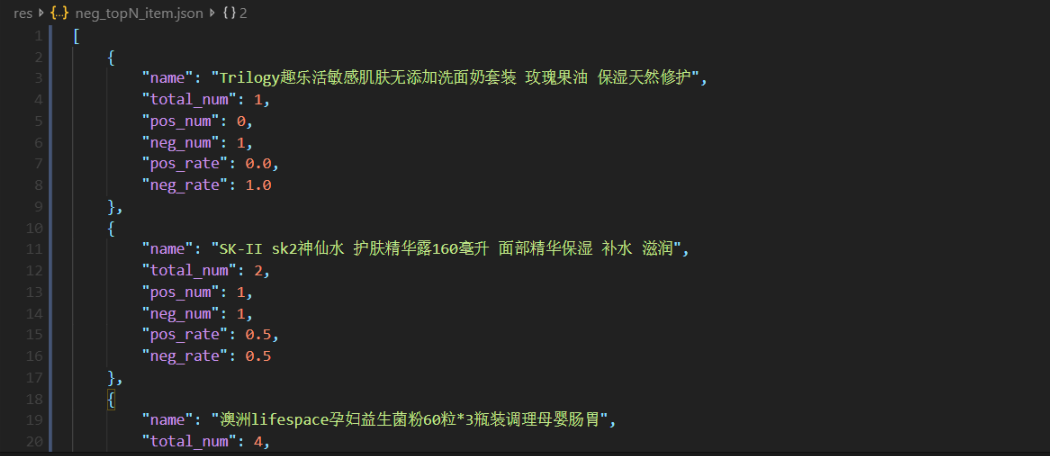 res neg_topN_item.json {} 2
1 [
2 {
3 "name": "Trilogy趣乐活敏感肌肤无添加洗面奶套装 玫瑰果油 保湿天然修护",
4 "total_num": 1,
5 "pos_num": 0,
6 "neg_num": 1,
7 "pos_rate": 0.0,
8 "neg_rate": 1.0
9 },
10 {
11 "name": "SK-II sk2神仙水 护肤精华露160毫升 面部精华保湿 补水 滋润",
12 "total_num": 2,
13 "pos_num": 1,
14 "neg_num": 1,
15 "pos_rate": 0.5,
16 "neg_rate": 0.5
17 },
18 {
19 "name": "澳洲lifespace孕妇益生菌粉60粒*3瓶装调理母婴肠胃",
20 "total_num": 4,